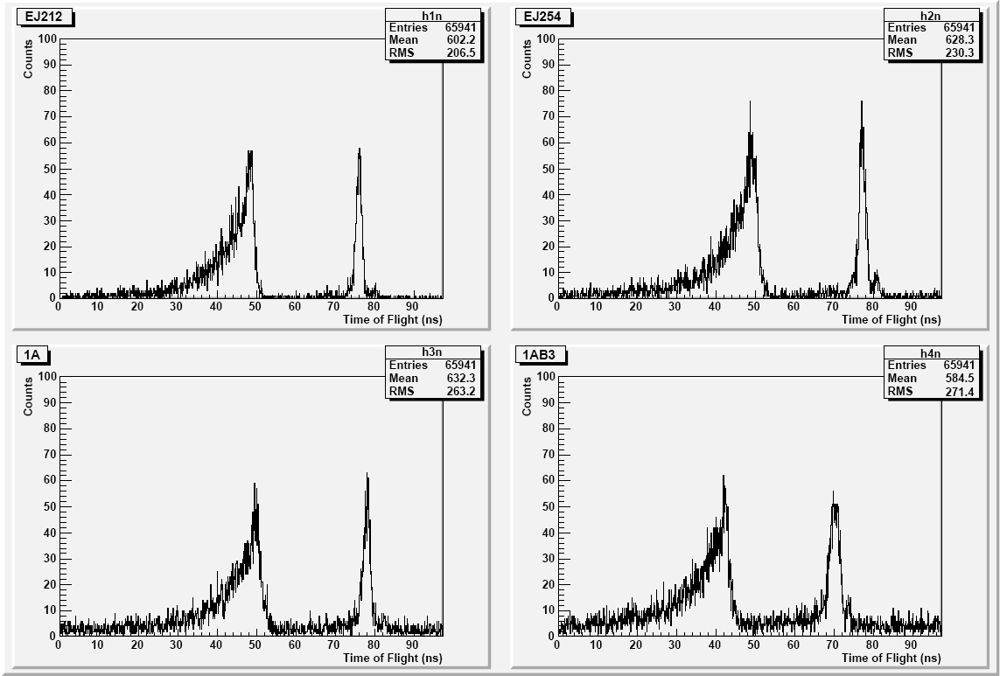 EJ212
h1n
Entries 65941
Mean 602.2
RMS 206.5
Counts
100
90
80
70
60
50
40
30
20
10
0
0 10 20 30 40 50 60 70 80 90
Time of Flight (ns)
EJ254
h2n
Entries 65941
Mean 628.3
RMS 230.3
Counts
100
90
80
70
60
50
40
30
20
10
0
0 10 20 30 40 50 60 70 80 90
Time of Flight (ns)
1A
h3n
Entries 65941
Mean 632.3
RMS 263.2
Counts
100
90
80
70
60
50
40
30
20
10
0
0 10 20 30 40 50 60 70 80 90
Time of Flight (ns)
1AB3
h4n
Entries 65941
Mean 584.5
RMS 271.4
Counts
100
90
80
70
60
50
40
30
20
10
0
0 10 20 30 40 50 60 70 80 90
Time of Flight (ns)